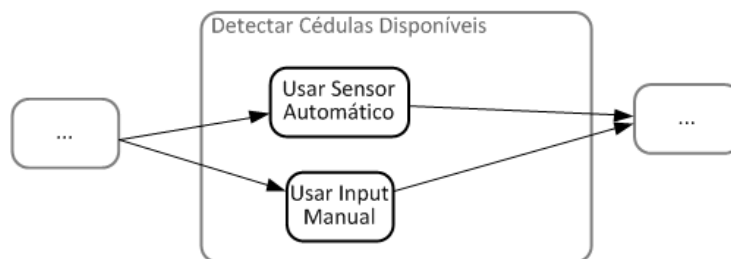 Detectar Cédulas Disponíveis
Usar Sensor
Automático
...
...
Usar Input
Manual